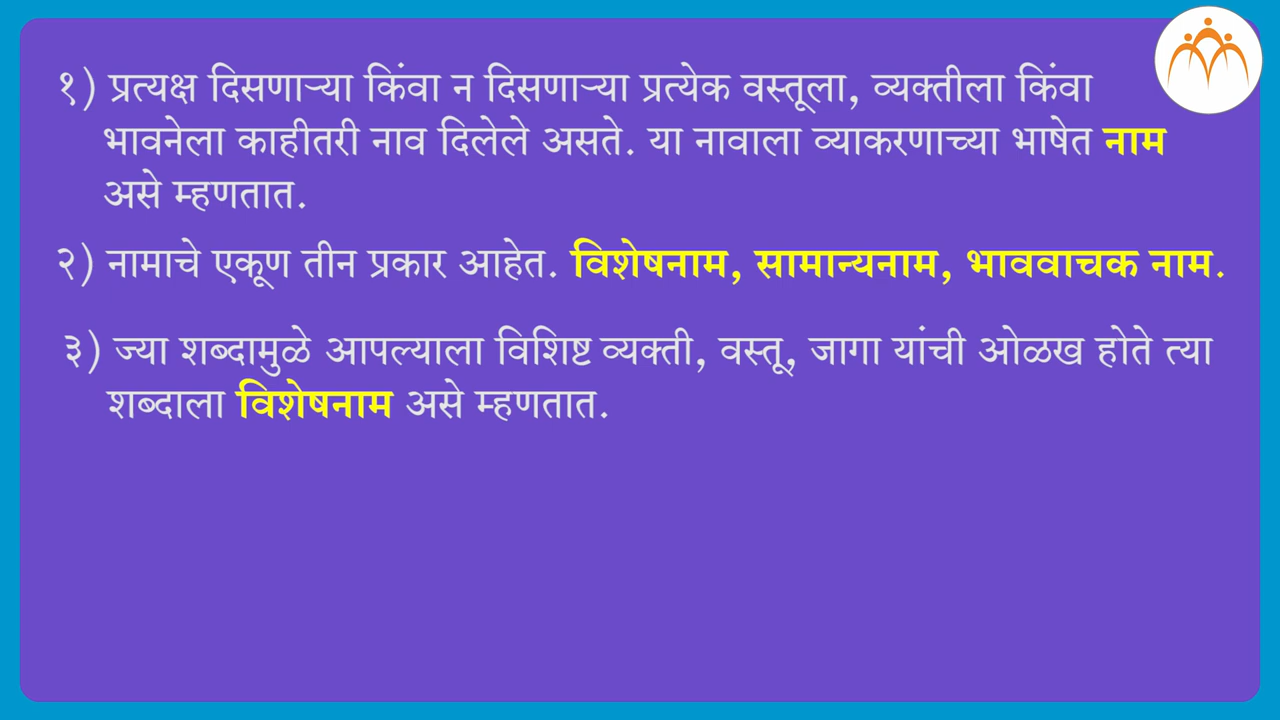 १) प्रत्यक्ष दिसणाऱ्या किंवा न दिसणाऱ्या प्रत्येक वस्तूला, व्यक्तीला किंवा
भावनेला काहीतरी नाव दिलेले असते. या नावाला व्याकरणाच्या भाषेत नाम
असे म्हणतात.
२) नामाचे एकूण तीन प्रकार आहेत. विशेषनाम, सामान्यनाम, भाववाचक नाम.
३) ज्या शब्दामुळे आपल्याला विशिष्ट व्यक्ती, वस्तू, जागा यांची ओळख होते त्या
शब्दाला विशेषनाम असे म्हणतात.